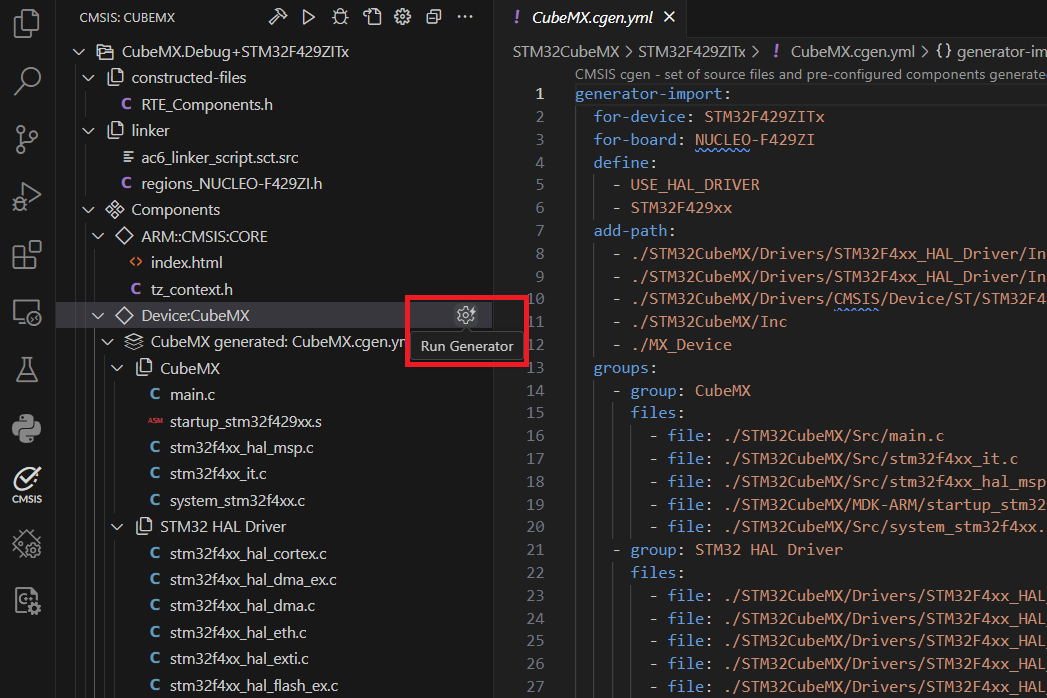 CMSIS: CUBEMX
CubeMX.Debug+STM32F429ZITx
constructed-files
C RTE_Components.h
linker
ac6_linker_script.sct.src
C regions_NUCLEO-F429ZI.h
Components
ARM::CMSIS:CORE
<> index.html
C tz_context.h
Device:CubeMX
CubeMX generated: CubeMX.cgen.yr
Run Generator
CubeMX
C main.c
ASM startup_stm32f429xx.s
C stm32f4xx_hal_msp.c
C stm32f4xx_it.c
C system_stm32f4xx.c
STM32 HAL Driver
C stm32f4xx_hal_cortex.c
C stm32f4xx_hal_dma_ex.c
C stm32f4xx_hal_dma.c
C stm32f4xx_hal_eth.c
C stm32f4xx_hal_exti.c
C stm32f4xx_hal_flash_ex.c
CMSIS
! CubeMX.cgen.yml
STM32CubeMX > STM32F429ZITx > ! CubeMX.cgen.yml > {} generator-im
CMSIS cgen - set of source files and pre-configured components generate
1 generator-import:
2 for-device: STM32F429ZITx
3 for-board: NUCLEO-F429ZI
4 define:
5 - USE_HAL_DRIVER
6 - STM32F429xx
7 add-path:
8 - ./STM32CubeMX/Drivers/STM32F4xx_HAL_Driver/In
9 - ./STM32CubeMX/Drivers/STM32F4xx_HAL_Driver/In
10 - ./STM32CubeMX/Drivers/CMSIS/Device/ST/STM32F4
11 - ./STM32CubeMX/Inc
12 - ./MX_Device
13 groups:
14 - group: CubeMX
15 files:
16 - file: ./STM32CubeMX/Src/main.c
17 - file: ./STM32CubeMX/Src/stm32f4xx_it.c
18 - file: ./STM32CubeMX/Src/stm32f4xx_hal_msp
19 - file: ./STM32CubeMX/MDK-ARM/startup_stm32
20 - file: ./STM32CubeMX/Src/system_stm32f4xx.
21 - group: STM32 HAL Driver
22 files:
23 - file: ./STM32CubeMX/Drivers/STM32F4xx_HAL
24 - file: ./STM32CubeMX/Drivers/STM32F4xx_HAL
25 - file: ./STM32CubeMX/Drivers/STM32F4xx_HAL
26 - file: ./STM32CubeMX/Drivers/STM32F4xx_HAL
27 - file: ./STM32CubeMX/Drivers/STM32F4xx_HAL